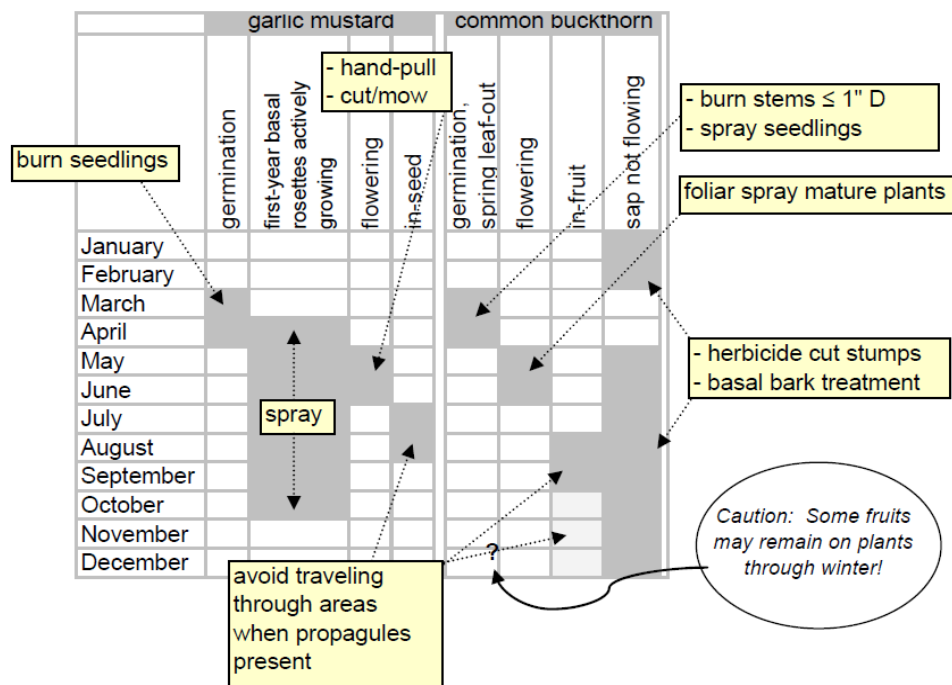 garlic mustard
common buckthorn
- hand-pull
- cut/mow
- burn stems ≤ 1" D
- spray seedlings
burn seedlings
foliar spray mature plants
germination
first-year basal
rosettes actively
growing
flowering
in-seed
germination,
spring leaf-out
flowering
in-fruit
sap not flowing
January
February
March
April
May
June
July
August
September
October
November
December
spray
- herbicide cut stumps
- basal bark treatment
?
avoid traveling
through areas
when propagules
present
Caution: Some fruits
may remain on plants
through winter!